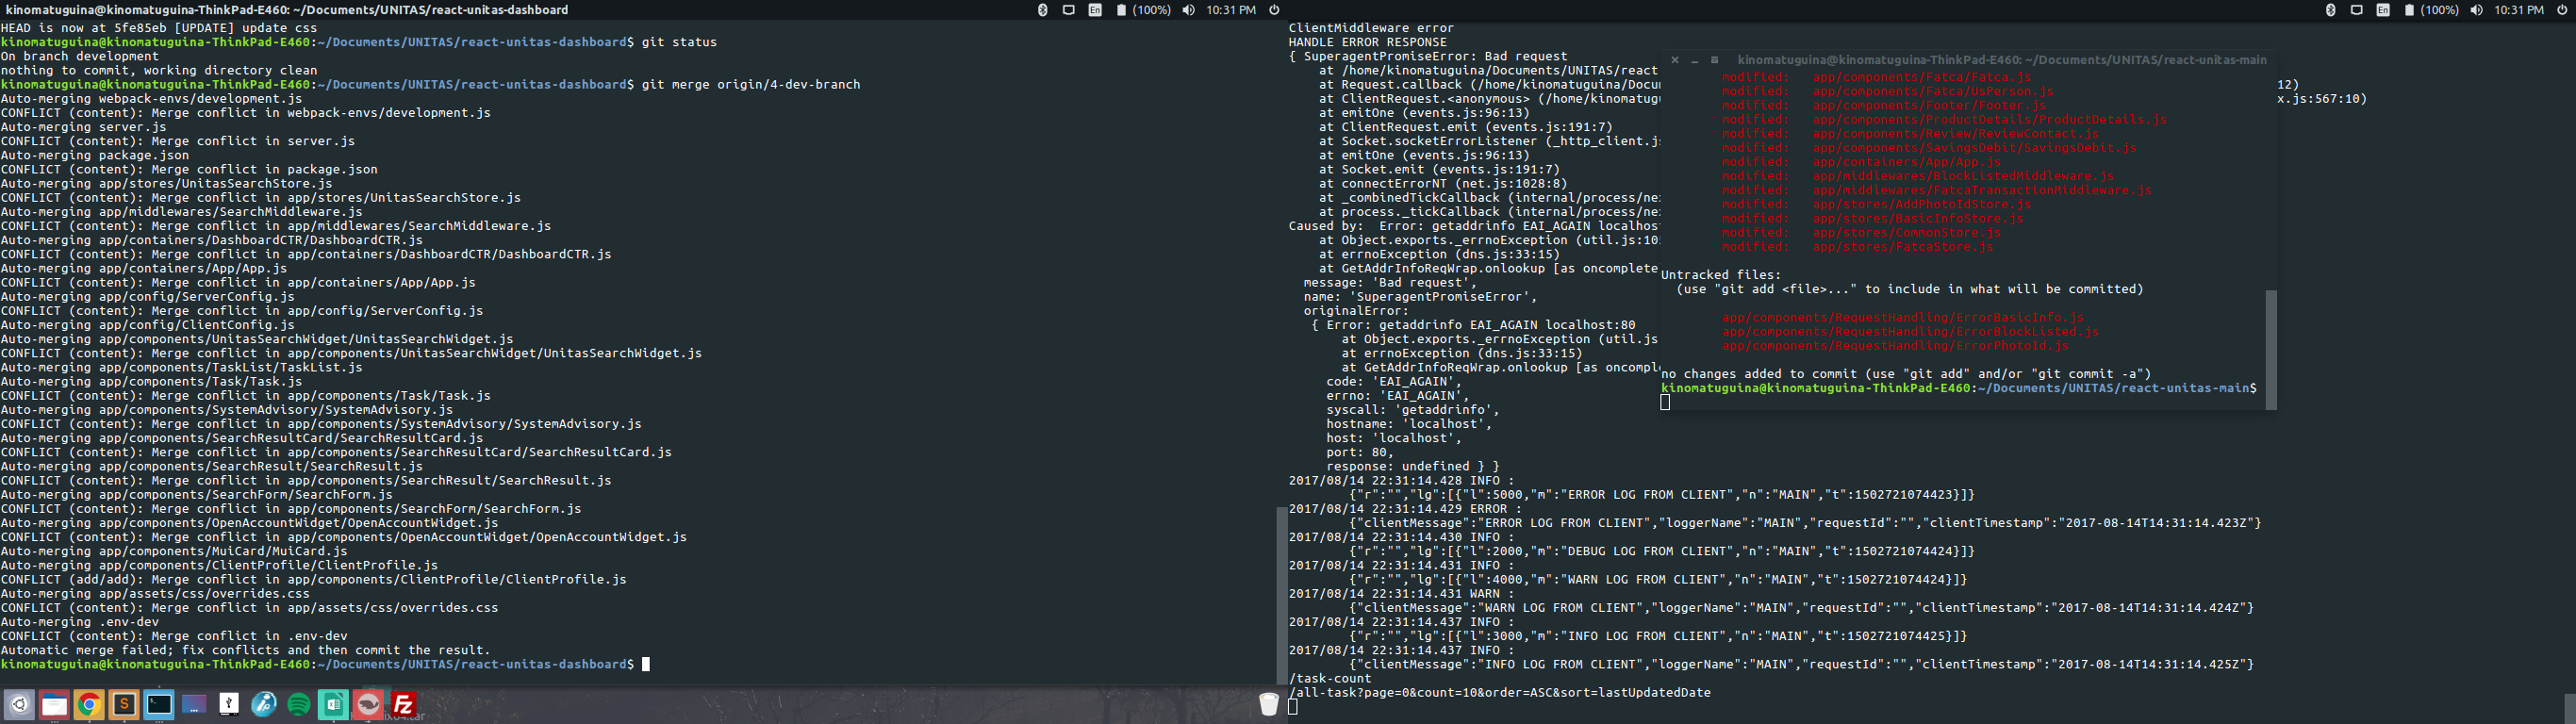 kinomatuguina@kinomatuguina-ThinkPad-E460: ~/Documents/UNITAS/react-unitas-dashboard
En (100%) 10:31 PM
HEAD is now at 5fe85eb [UPDATE] update css
kinomatuguina@kinomatuguina-ThinkPad-E460:~/Documents/UNITAS/react-unitas-dashboard$ git status
On branch development
nothing to commit, working directory clean
kinomatuguina@kinomatuguina-ThinkPad-E460:~/Documents/UNITAS/react-unitas-dashboard$ git merge origin/4-dev-branch
Auto-merging webpack-envs/development.js
CONFLICT (content): Merge conflict in webpack-envs/development.js
Auto-merging server.js
CONFLICT (content): Merge conflict in server.js
Auto-merging package.json
CONFLICT (content): Merge conflict in package.json
Auto-merging app/stores/UnitasSearchStore.js
CONFLICT (content): Merge conflict in app/stores/UnitasSearchStore.js
Auto-merging app/middlewares/SearchMiddleware.js
CONFLICT (content): Merge conflict in app/middlewares/SearchMiddleware.js
Auto-merging app/containers/DashboardCTR/DashboardCTR.js
CONFLICT (content): Merge conflict in app/containers/DashboardCTR/DashboardCTR.js
Auto-merging app/containers/App/App.js
CONFLICT (content): Merge conflict in app/containers/App/App.js
Auto-merging app/config/ServerConfig.js
CONFLICT (content): Merge conflict in app/config/ServerConfig.js
Auto-merging app/config/ClientConfig.js
Auto-merging app/components/UnitasSearchWidget/UnitasSearchWidget.js
CONFLICT (content): Merge conflict in app/components/UnitasSearchWidget/UnitasSearchWidget.js
Auto-merging app/components/TaskList/TaskList.js
Auto-merging app/components/Task/Task.js
CONFLICT (content): Merge conflict in app/components/Task/Task.js
Auto-merging app/components/SystemAdvisory/SystemAdvisory.js
CONFLICT (content): Merge conflict in app/components/SystemAdvisory/SystemAdvisory.js
Auto-merging app/components/SearchResultCard/SearchResultCard.js
CONFLICT (content): Merge conflict in app/components/SearchResultCard/SearchResultCard.js
Auto-merging app/components/SearchResult/SearchResult.js
CONFLICT (content): Merge conflict in app/components/SearchResult/SearchResult.js
Auto-merging app/components/SearchForm/SearchForm.js
CONFLICT (content): Merge conflict in app/components/SearchForm/SearchForm.js
Auto-merging app/components/OpenAccountWidget/OpenAccountWidget.js
CONFLICT (content): Merge conflict in app/components/OpenAccountWidget/OpenAccountWidget.js
Auto-merging app/components/MuiCard/MuiCard.js
Auto-merging app/components/ClientProfile/ClientProfile.js
CONFLICT (add/add): Merge conflict in app/components/ClientProfile/ClientProfile.js
Auto-merging app/assets/css/overrides.css
CONFLICT (content): Merge conflict in app/assets/css/overrides.css
Auto-merging .env-dev
CONFLICT (content): Merge conflict in .env-dev
Automatic merge failed; fix conflicts and then commit the result.
kinomatuguina@kinomatuguina-ThinkPad-E460:~/Documents/UNITAS/react-unitas-dashboard$
En (100%) 10:31 PM
ClientMiddleware error
HANDLE ERROR RESPONSE
{ SuperagentPromiseError: Bad request
at /home/kinomatuguina/Documents/UNITAS/react
12)
at Request.callback (/home/kinomatuguina/Docu
x.js:567:10)
at ClientRequest.<anonymous> (/home/kinomatug
at emitOne (events.js:96:13)
at ClientRequest.emit (events.js:191:7)
at Socket.socketErrorListener (_http_client.js
at emitOne (events.js:96:13)
at Socket.emit (events.js:191:7)
at connectErrorNT (net.js:1028:8)
at _combinedTickCallback (internal/process/ne
at process._tickCallback (internal/process/ne
Caused by:  Error: getaddrinfo EAI_AGAIN localhos
at Object.exports._errnoException (util.js:10
at errnoException (dns.js:33:15)
at GetAddrInfoReqWrap.onlookup [as oncomplete
message: 'Bad request',
name: 'SuperagentPromiseError',
originalError:
{ Error: getaddrinfo EAI_AGAIN localhost:80
at Object.exports._errnoException (util.js
at errnoException (dns.js:33:15)
at GetAddrInfoReqWrap.onlookup [as oncompl
code: 'EAI_AGAIN',
errno: 'EAI_AGAIN',
syscall: 'getaddrinfo',
hostname: 'localhost',
host: 'localhost',
port: 80,
response: undefined } }
2017/08/14 22:31:14.428 INFO :
{"r":"","lg":[{"l":5000,"m":"ERROR LOG FROM CLIENT","n":"MAIN","t":1502721074423}]}
2017/08/14 22:31:14.429 ERROR :
{"clientMessage":"ERROR LOG FROM CLIENT","loggerName":"MAIN","requestId":"","clientTimestamp":"2017-08-14T14:31:14.423Z"}
2017/08/14 22:31:14.430 INFO :
{"r":"","lg":[{"l":2000,"m":"DEBUG LOG FROM CLIENT","n":"MAIN","t":1502721074424}]}
2017/08/14 22:31:14.431 INFO :
{"r":"","lg":[{"l":4000,"m":"WARN LOG FROM CLIENT","n":"MAIN","t":1502721074424}]}
2017/08/14 22:31:14.431 WARN :
{"clientMessage":"WARN LOG FROM CLIENT","loggerName":"MAIN","requestId":"","clientTimestamp":"2017-08-14T14:31:14.424Z"}
2017/08/14 22:31:14.437 INFO :
{"r":"","lg":[{"l":3000,"m":"INFO LOG FROM CLIENT","n":"MAIN","t":1502721074425}]}
2017/08/14 22:31:14.437 INFO :
{"clientMessage":"INFO LOG FROM CLIENT","loggerName":"MAIN","requestId":"","clientTimestamp":"2017-08-14T14:31:14.425Z"}
/task-count
/all-task?page=0&count=10&order=ASC&sort=lastUpdatedDate
kinomatuguina@kinomatuguina-ThinkPad-E460: ~/Documents/UNITAS/react-unitas-main
modified:   app/components/Fatca/Fatca.js
modified:   app/components/Fatca/UsPerson.js
modified:   app/components/Footer/Footer.js
modified:   app/components/ProductDetails/ProductDetails.js
modified:   app/components/Review/ReviewContact.js
modified:   app/components/SavingsDebit/SavingsDebit.js
modified:   app/containers/App/App.js
modified:   app/middlewares/BlockListedMiddleware.js
modified:   app/middlewares/FatcaTransactionMiddleware.js
modified:   app/stores/AddPhotoIdStore.js
modified:   app/stores/BasicInfoStore.js
modified:   app/stores/CommonStore.js
modified:   app/stores/FatcaStore.js
Untracked files:
(use "git add <file>..." to include in what will be committed)
app/components/RequestHandling/ErrorBasicInfo.js
app/components/RequestHandling/ErrorBlockListed.js
app/components/RequestHandling/ErrorPhotoId.js
no changes added to commit (use "git add" and/or "git commit -a")
kinomatuguina@kinomatuguina-ThinkPad-E460:~/Documents/UNITAS/react-unitas-main$